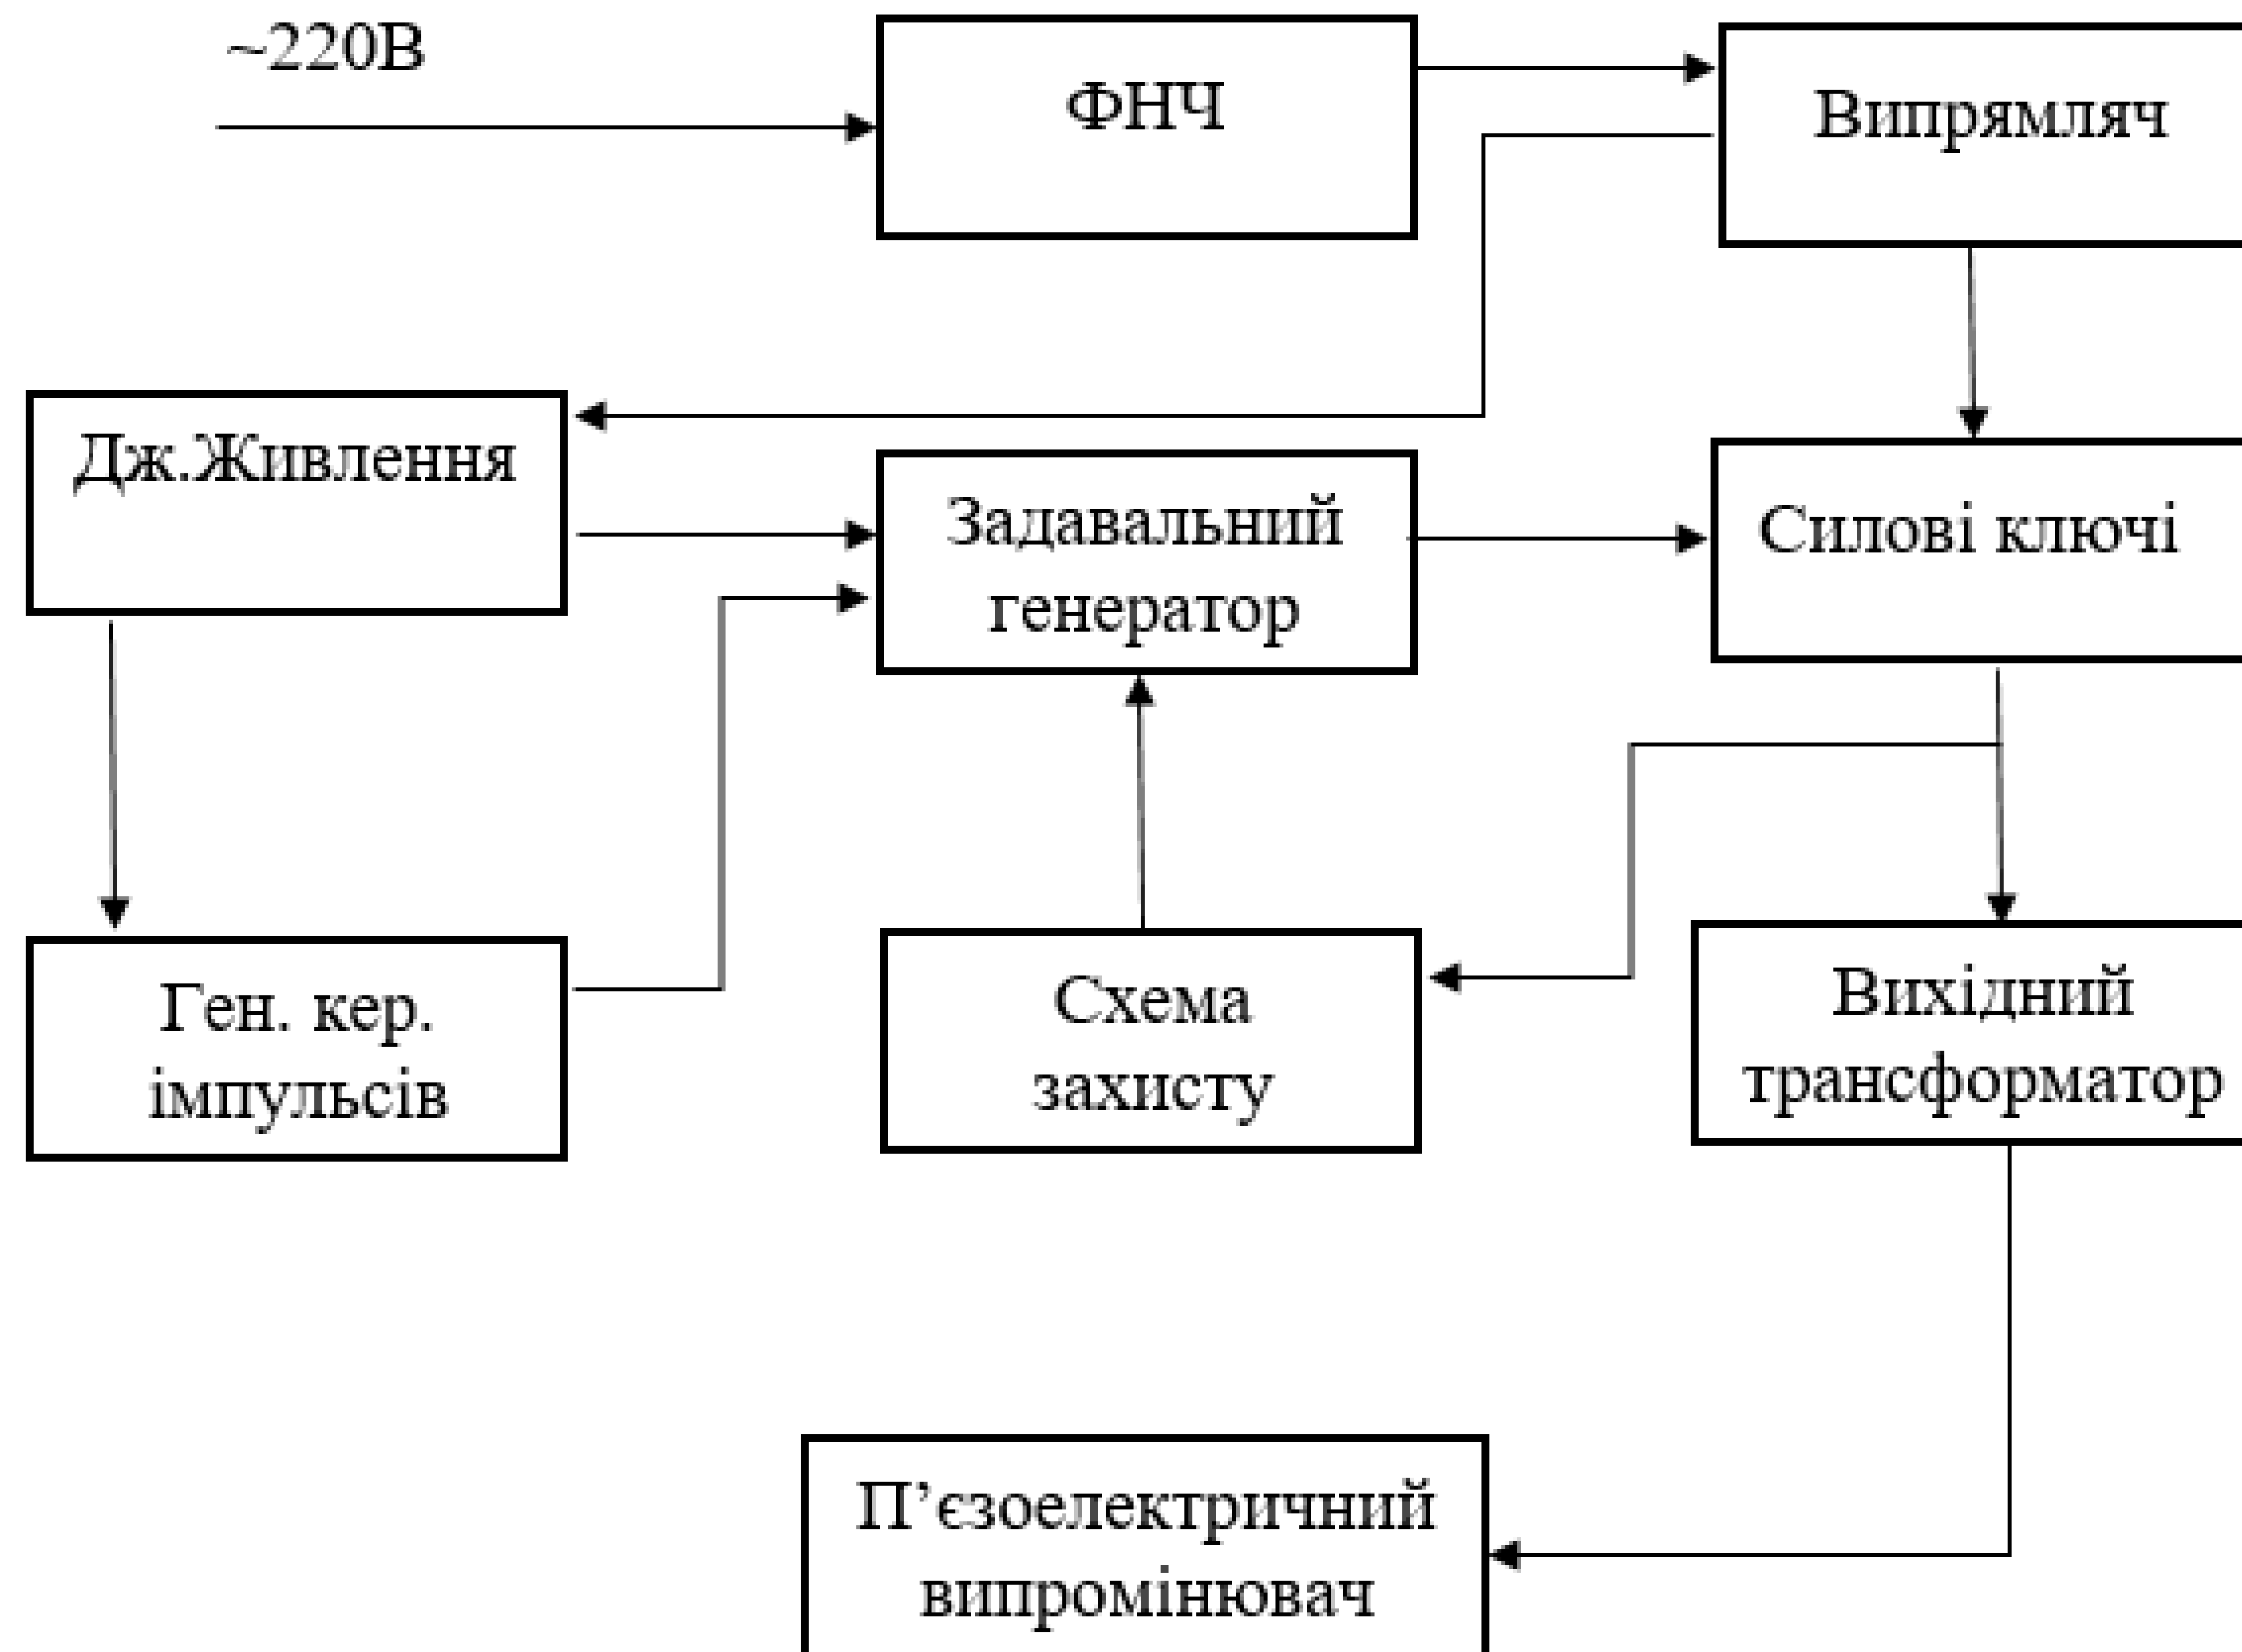 ~220В
ФНЧ
Випрямляч
Дж.Живлення
Задавальний
генератор
Силові ключі
Ген. кер.
імпульсів
Схема
захисту
Вихідний
трансформатор
П’єзоелектричний
випромінювач